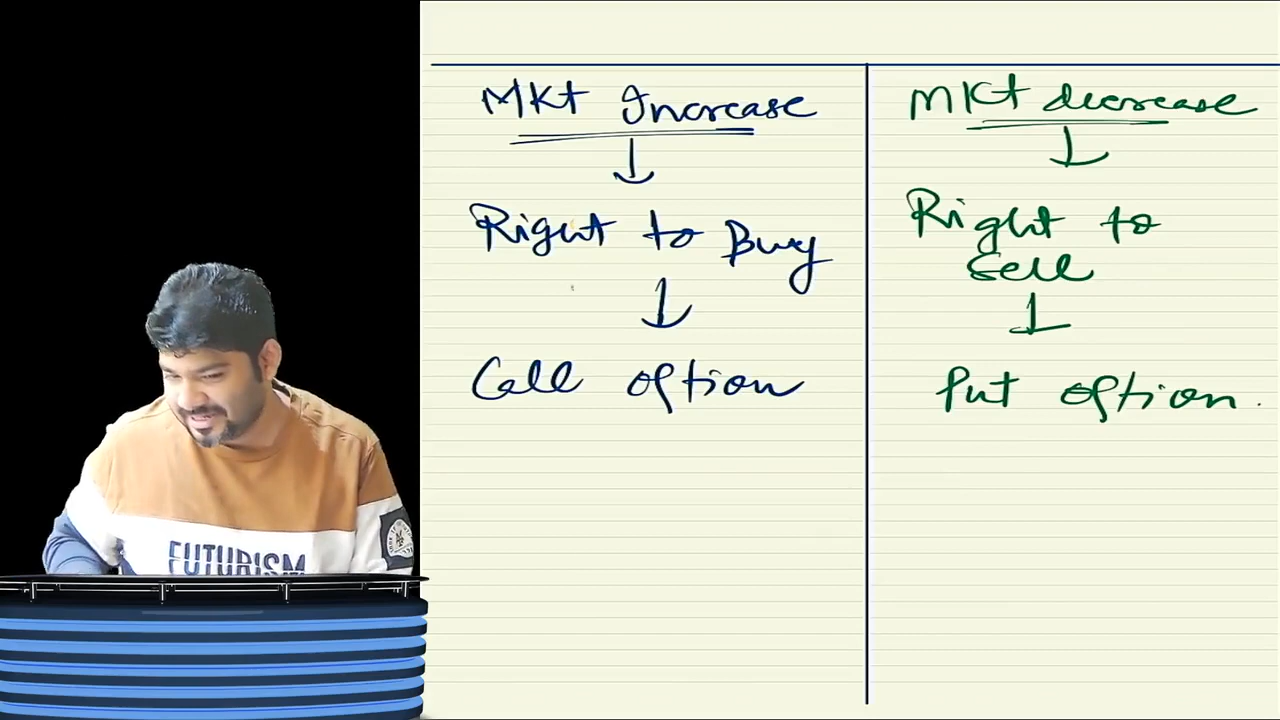 MKt Increase
Right to Buy
Call option
MKt decrease
Right to
Sell
Put option.
FUTURISM